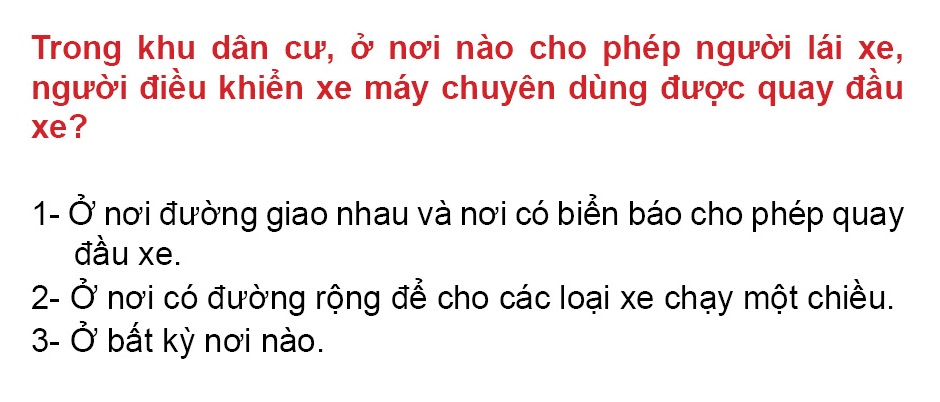 Trong khu dân cư, ở nơi nào cho phép người lái xe,
người điều khiển xe máy chuyên dùng được quay đầu
xe?
1- Ở nơi đường giao nhau và nơi có biển báo cho phép quay
đầu xe.
2- Ở nơi có đường rộng để cho các loại xe chạy một chiều.
3- Ở bất kỳ nơi nào.